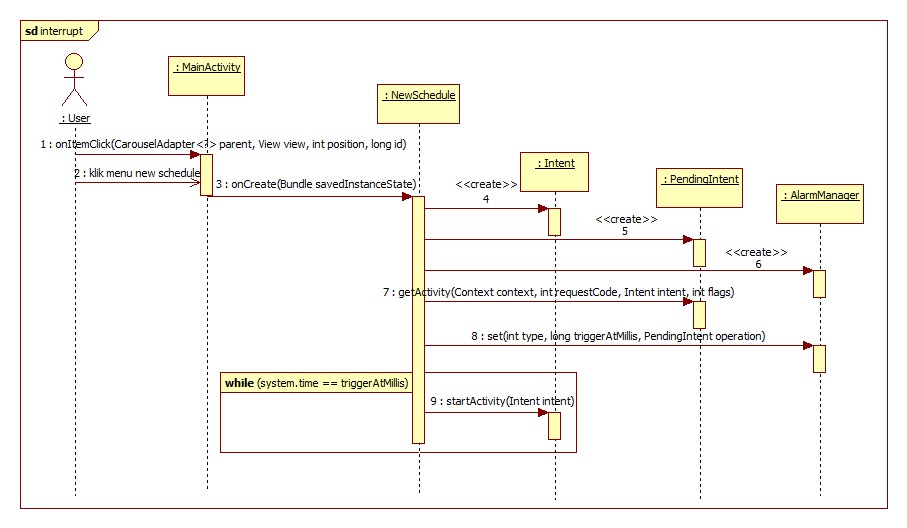 sd interrupt
: MainActivity
: NewSchedule
: User
1 : onItemClick(CarouselAdapter<?> parent, View view, int position, long id)
: Intent
2 : klik menu new schedule
: PendingIntent
3 : onCreate(Bundle savedInstanceState)
<<create>>
4
: AlarmManager
<<create>>
5
<<create>>
6
7 : getActivity(Context context, int requestCode, Intent intent, int flags)
8 : set(int type, long triggerAtMillis, PendingIntent operation)
while (system.time == triggerAtMillis)
9 : startActivity(Intent intent)